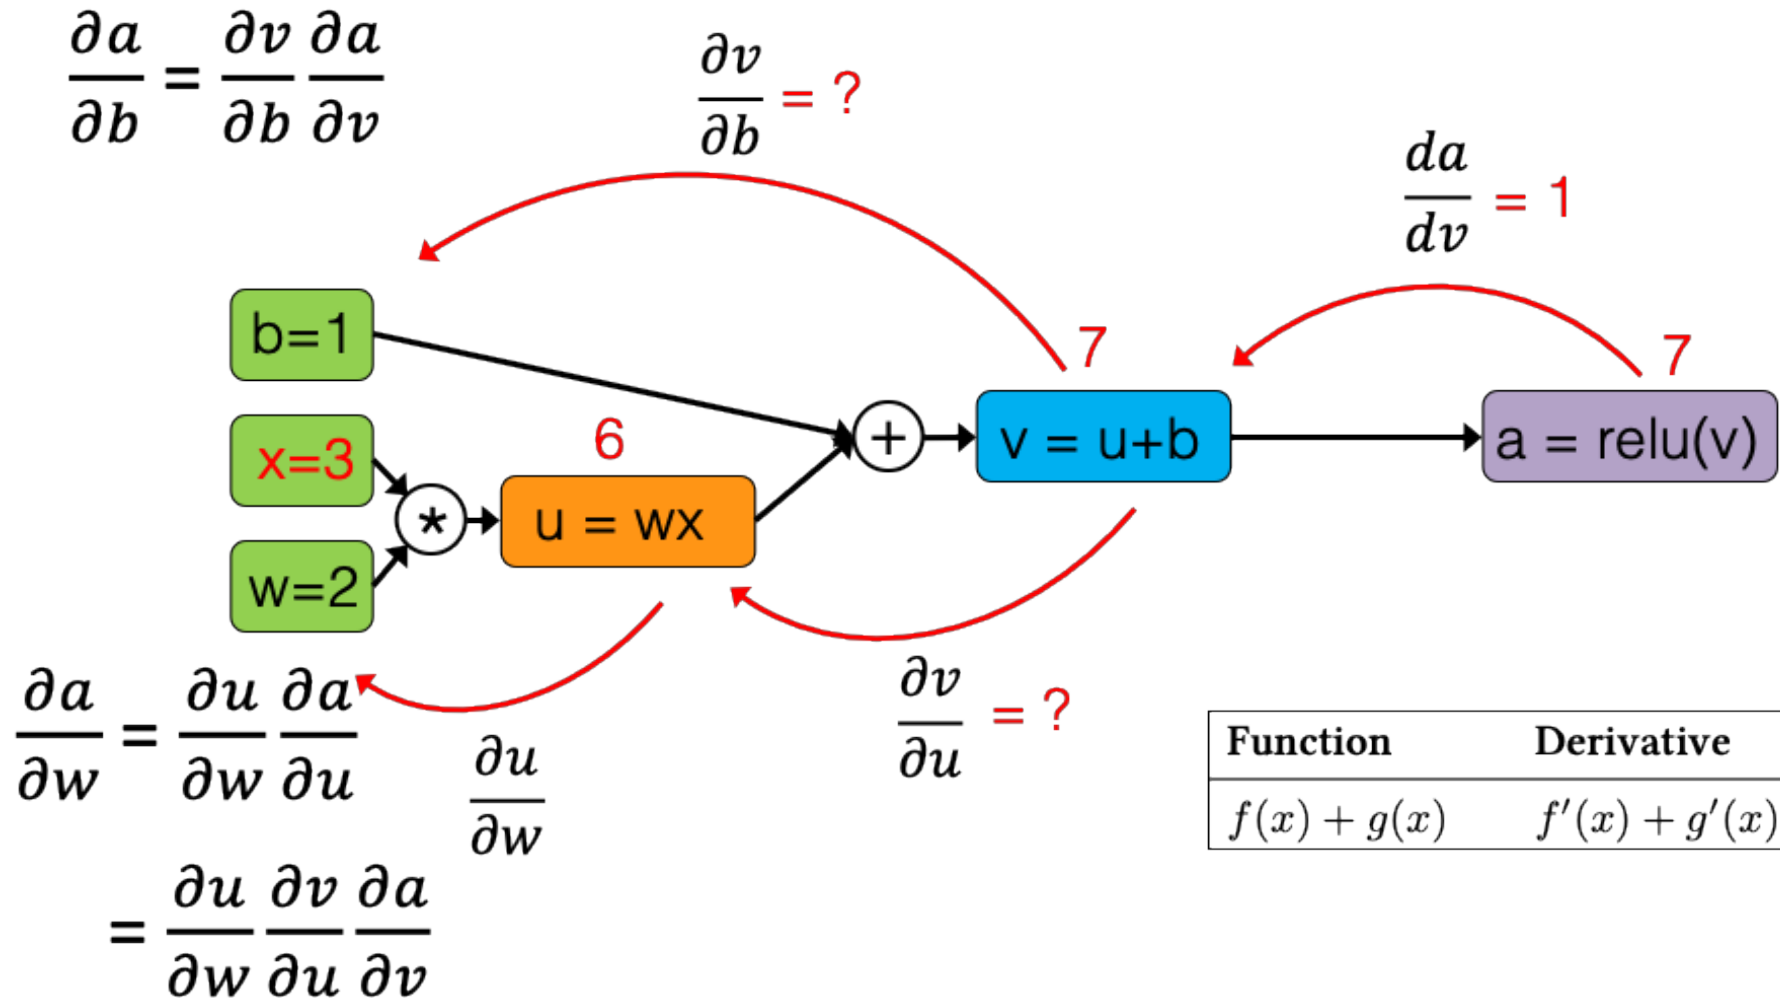 ∂a/∂b = ∂v/∂b ∂a/∂v
∂v/∂b = ?
da/dv = 1
b=1
7
7
x=3
6
+
v = u+b
a = relu(v)
*
u = wx
w=2
∂a/∂w = ∂u/∂w ∂a/∂u
∂u/∂w
∂v/∂u = ?
Function Derivative
f(x) + g(x) f′(x) + g′(x)
= ∂u/∂w ∂v/∂u ∂a/∂v